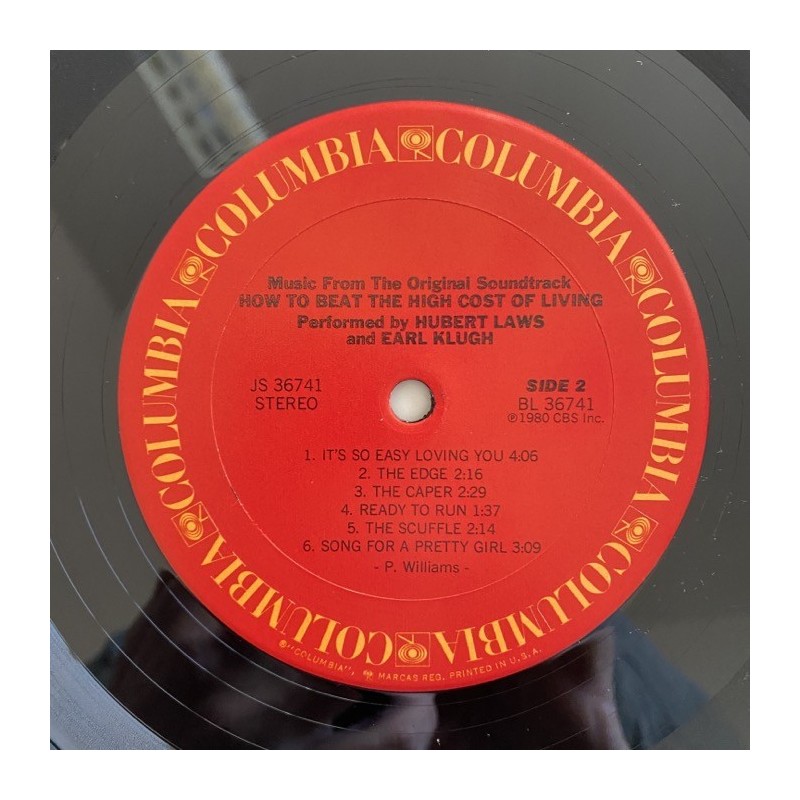 COLUMBIA COLUMBIA COLUMBIA COLUMBIA COLUMBIA COLUMBIA COLUMBIA COLUMBIA
Music From The Original Soundtrack
HOW TO BEAT THE HIGH COST OF LIVING
Performed by HUBERT LAWS
and EARL KLUGH
JS 36741
STEREO
SIDE 2
BL 36741
℗1980 CBS Inc.
1. IT'S SO EASY LOVING YOU 4:06
2. THE EDGE 2:16
3. THE CAPER 2:29
4. READY TO RUN 1:37
5. THE SCUFFLE 2:14
6. SONG FOR A PRETTY GIRL 3:09
- P. Williams -
®"COLUMBIA", MARCAS REG. PRINTED IN U.S.A.